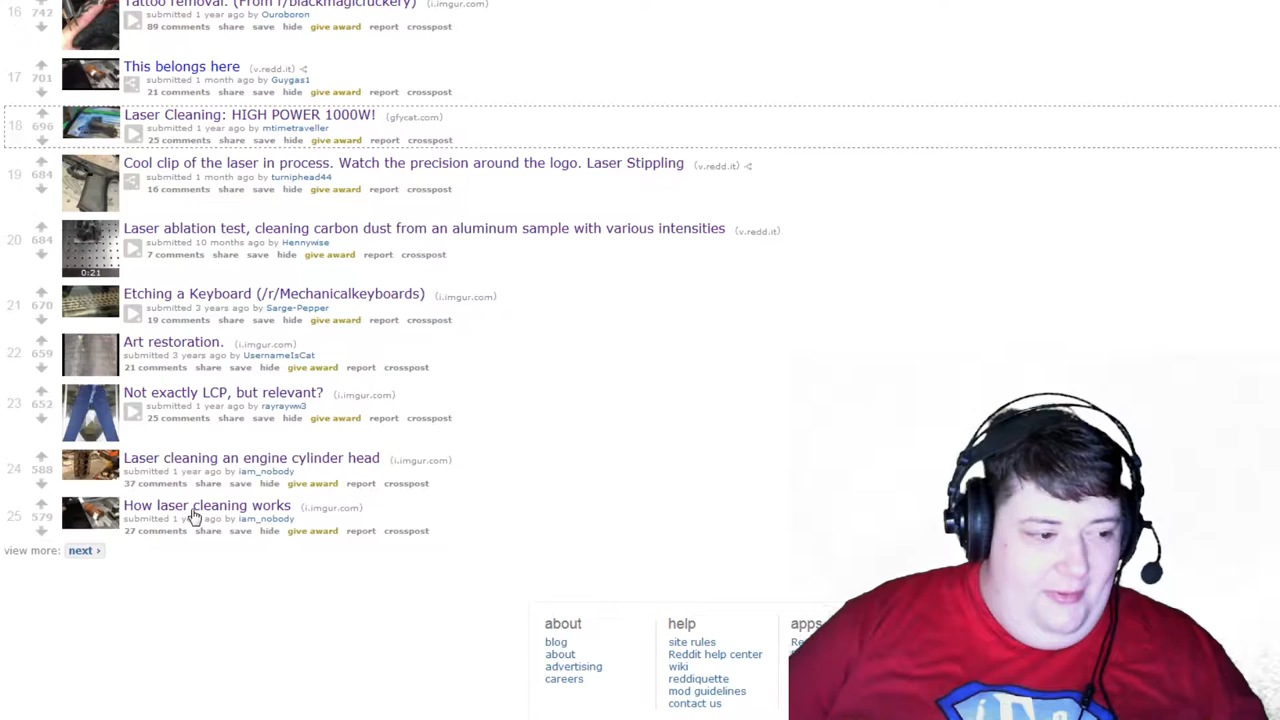 Tattoo removal. (From r/blackmagicfuckery) (i.imgur.com)
16 742 submitted 1 year ago by Ouroboron
89 comments share save hide give award report crosspost
This belongs here (v.redd.it)
17 701 submitted 1 month ago by Guygas1
21 comments share save hide give award report crosspost
Laser Cleaning: HIGH POWER 1000W! (gfycat.com)
18 696 submitted 1 year ago by mtimetraveller
25 comments share save hide give award report crosspost
Cool clip of the laser in process. Watch the precision around the logo. Laser Stippling (v.redd.it)
19 684 submitted 1 month ago by turniphead44
16 comments share save hide give award report crosspost
Laser ablation test, cleaning carbon dust from an aluminum sample with various intensities (v.redd.it)
20 684 submitted 10 months ago by Hennywise
7 comments share save hide give award report crosspost
0:21
Etching a Keyboard (/r/Mechanicalkeyboards) (i.imgur.com)
21 670 submitted 3 years ago by Sarge-Pepper
19 comments share save hide give award report crosspost
Art restoration. (i.imgur.com)
22 659 submitted 3 years ago by UsernameIsCat
21 comments share save hide give award report crosspost
Not exactly LCP, but relevant? (i.imgur.com)
23 652 submitted 1 year ago by rayrayww3
25 comments share save hide give award report crosspost
Laser cleaning an engine cylinder head (i.imgur.com)
24 588 submitted 1 year ago by iam_nobody
37 comments share save hide give award report crosspost
How laser cleaning works (i.imgur.com)
25 579 submitted 1 ago by iam_nobody
27 comments share save hide give award report crosspost
view more: next ›
about help apps
blog site rules
about Reddit help center
advertising wiki
careers reddiquette
mod guidelines
contact us